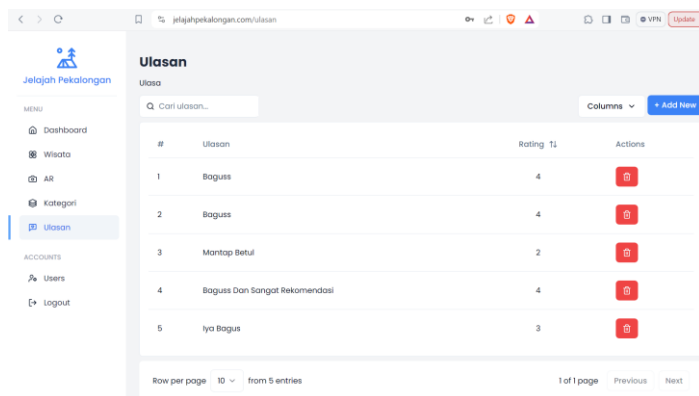 jelajahpekalongan.com/ulasan
VPN
Update
Jelajah Pekalongan
MENU
Dashboard
Wisata
AR
Kategori
Ulasan
ACCOUNTS
Users
Logout
Ulasan
Ulasa
Cari ulasan...
Columns
+ Add New
# Ulasan Rating Actions
1 Baguss 4
2 Baguss 4
3 Mantap Betul 2
4 Baguss Dan Sangat Rekomendasi 4
5 Iya Bagus 3
Row per page 10 from 5 entries
1 of 1 page Previous Next